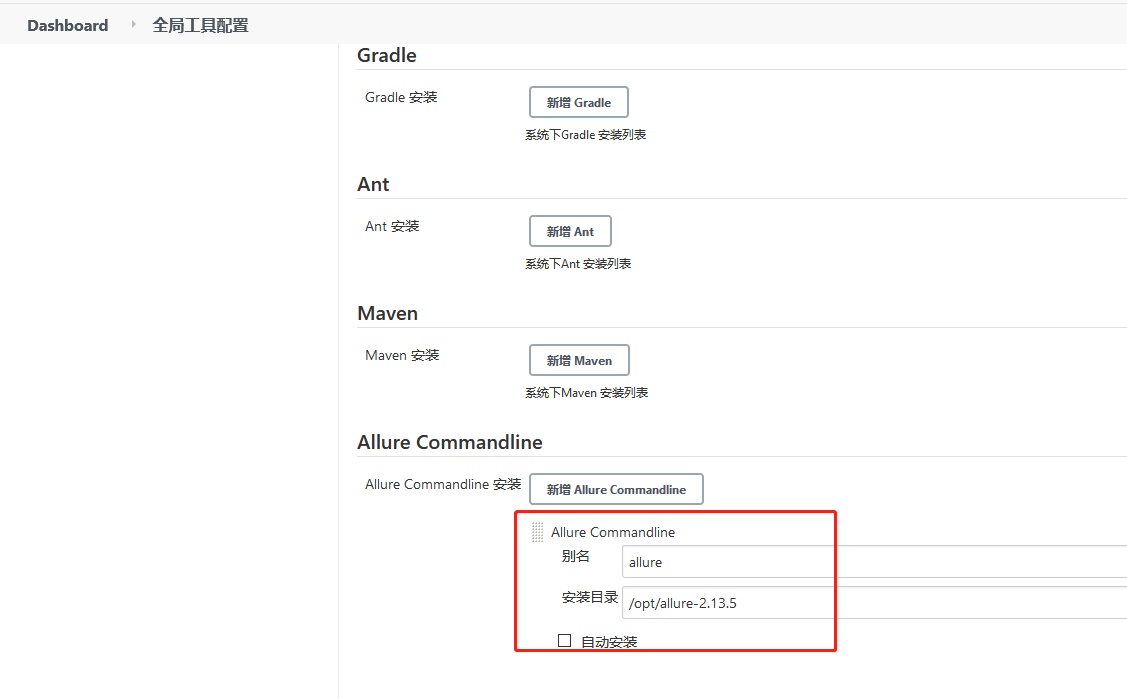 Dashboard 全局工具配置
Gradle
Gradle 安装 新增 Gradle
系统下Gradle 安装列表
Ant
Ant 安装 新增 Ant
系统下Ant 安装列表
Maven
Maven 安装 新增 Maven
系统下Maven 安装列表
Allure Commandline
Allure Commandline 安装 新增 Allure Commandline
Allure Commandline
别名 allure
安装目录 /opt/allure-2.13.5
自动安装